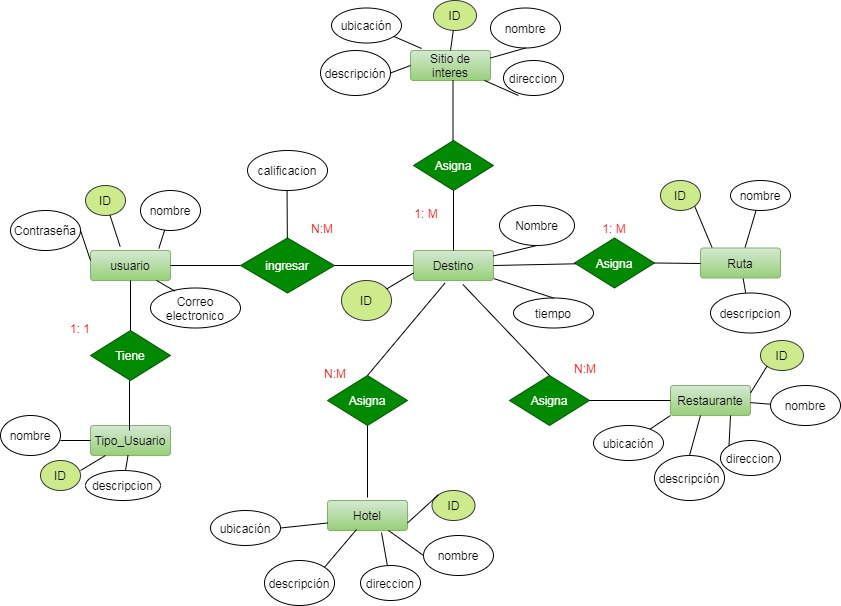 ID
ubicación
nombre
Sitio de
interes
descripción
direccion
Asigna
calificacion
1: M
ID
nombre
Contraseña
N:M
Nombre
1: M
ID
nombre
usuario
ingresar
Destino
Asigna
Ruta
Correo
electronico
ID
tiempo
descripcion
1: 1
Tiene
N:M
Asigna
N:M
Asigna
ID
Restaurante
nombre
nombre
Tipo_Usuario
ubicación
direccion
ID
descripcion
descripción
ID
Hotel
ubicación
nombre
descripción
direccion